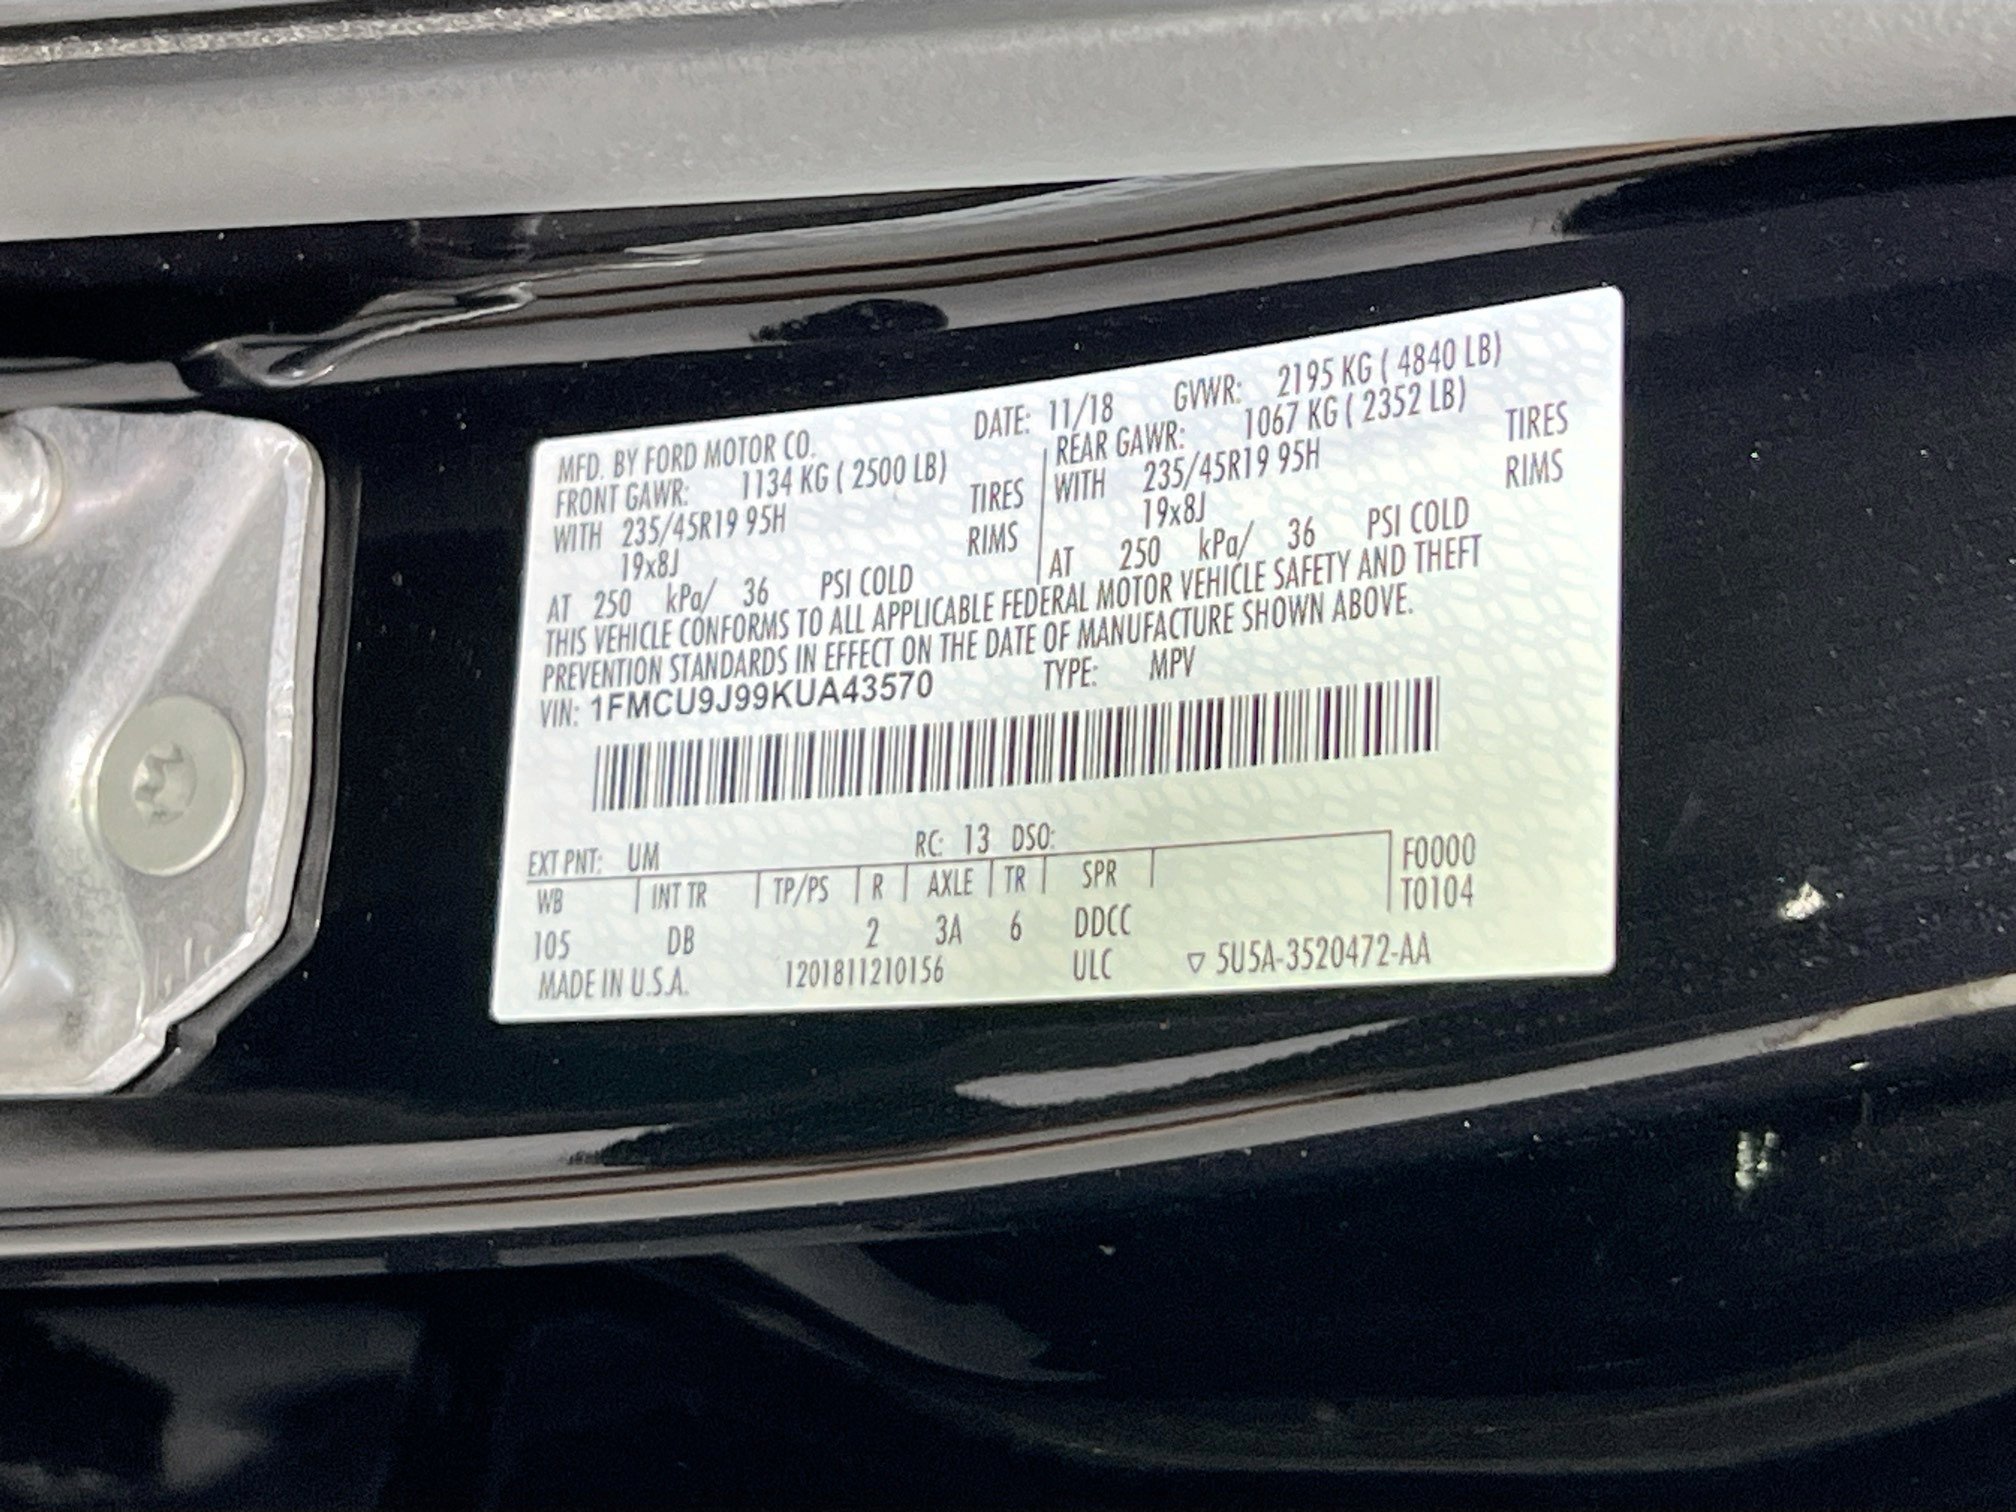 MFD. BY FORD MOTOR CO. DATE: 11/18 GVWR: 2195 KG ( 4840 LB)
FRONT GAWR: 1134 KG ( 2500 LB) REAR GAWR: 1067 KG ( 2352 LB)
WITH 235/45R19 95H TIRES WITH 235/45R19 95H TIRES
19x8J RIMS 19x8J RIMS
AT 250 kPa/ 36 PSI COLD AT 250 kPa/ 36 PSI COLD
THIS VEHICLE CONFORMS TO ALL APPLICABLE FEDERAL MOTOR VEHICLE SAFETY AND THEFT
PREVENTION STANDARDS IN EFFECT ON THE DATE OF MANUFACTURE SHOWN ABOVE.
VIN: 1FMCU9J99KUA43570 TYPE: MPV
EXT PNT: UM RC: 13 DSO: F0000
WB INT TR TP/PS R AXLE TR SPR T0104
105 DB 2 3A 6 DDCC
MADE IN U.S.A. 1201811210156 ULC ▽ 5U5A-3520472-AA